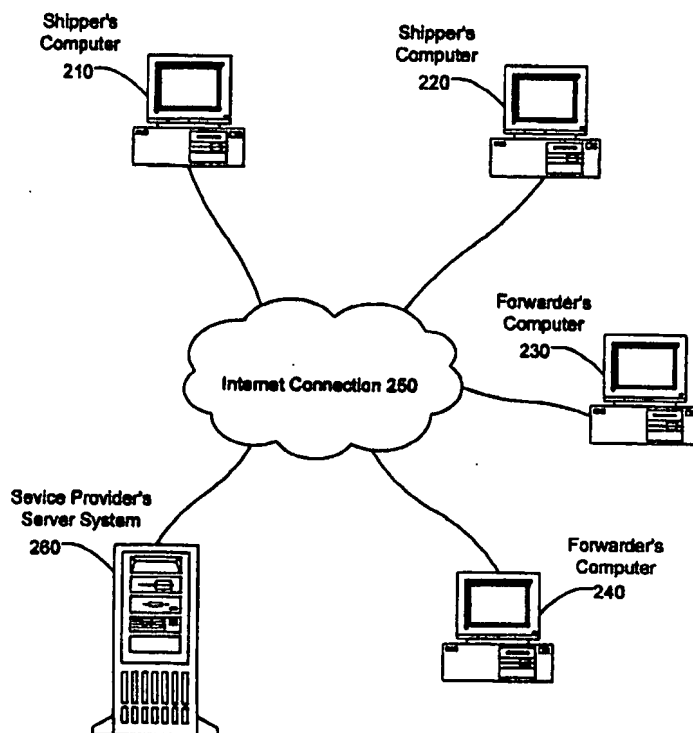 Shipper's
Computer
210
Shipper's
Computer
220
Forwarder's
Computer
230
Internet Connection 250
Sevice Provider's
Server System
260
Forwarder's
Computer
240